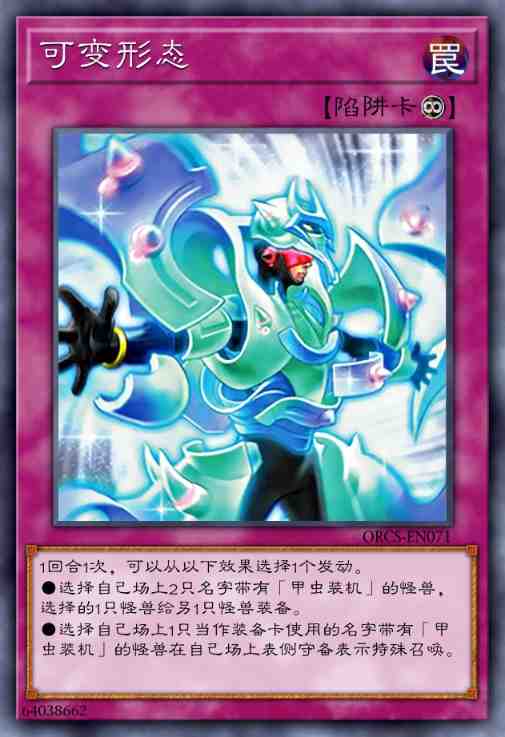 可变形态
罠
【陷阱卡♾】
ORCS-EN071
1回合1次，可以从以下效果选择1个发动。
●选择自己场上2只名字带有「甲虫装机」的怪兽，
选择的1只怪兽给另1只怪兽装备。
●选择自己场上1只当作装备卡使用的名字带有「甲
虫装机」的怪兽在自己场上表侧守备表示特殊召唤。
64038662